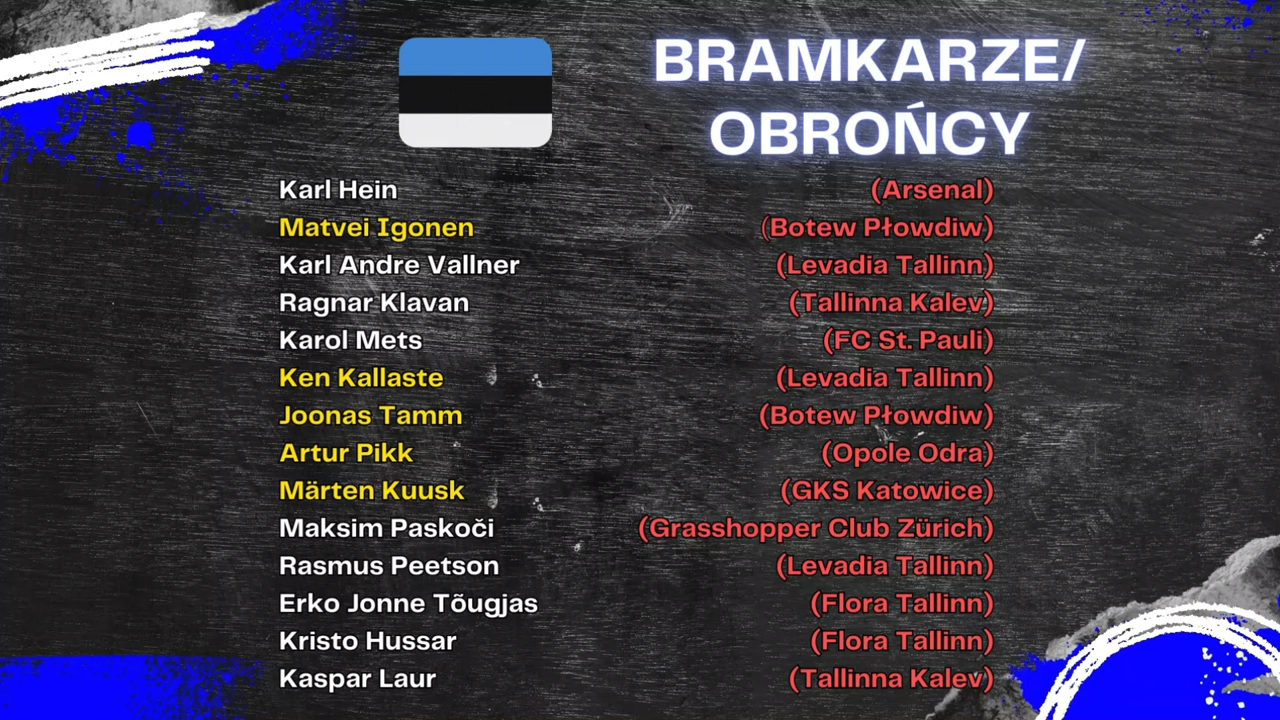 BRAMKARZE/
OBROŃCY
Karl Hein (Arsenal)
Matvei Igonen (Botew Płowdiw)
Karl Andre Vallner (Levadia Tallinn)
Ragnar Klavan (Tallinna Kalev)
Karol Mets (FC St. Pauli)
Ken Kallaste (Levadia Tallinn)
Joonas Tamm (Botew Płowdiw)
Artur Pikk (Opole Odra)
Märten Kuusk (GKS Katowice)
Maksim Paskoči (Grasshopper Club Zürich)
Rasmus Peetson (Levadia Tallinn)
Erko Jonne Tõugjas (Flora Tallinn)
Kristo Hussar (Flora Tallinn)
Kaspar Laur (Tallinna Kalev)